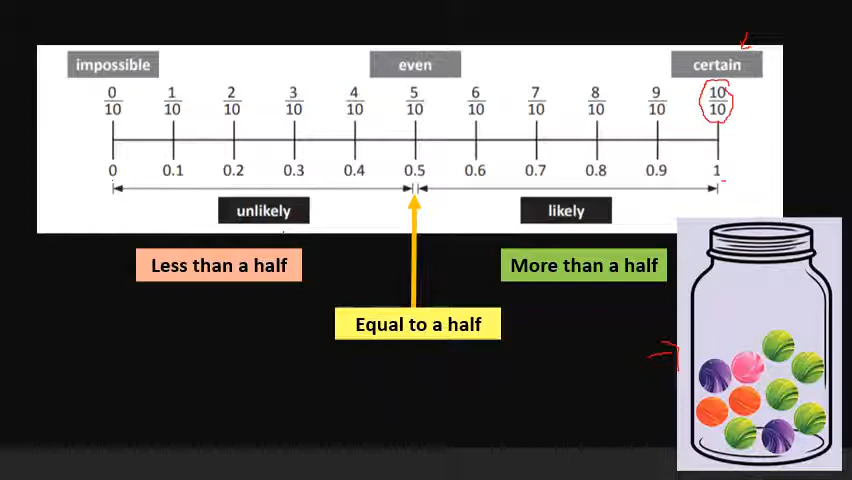 impossible even certain
0/10 1/10 2/10 3/10 4/10 5/10 6/10 7/10 8/10 9/10 10/10
0 0.1 0.2 0.3 0.4 0.5 0.6 0.7 0.8 0.9 1
unlikely likely
Less than a half More than a half
Equal to a half